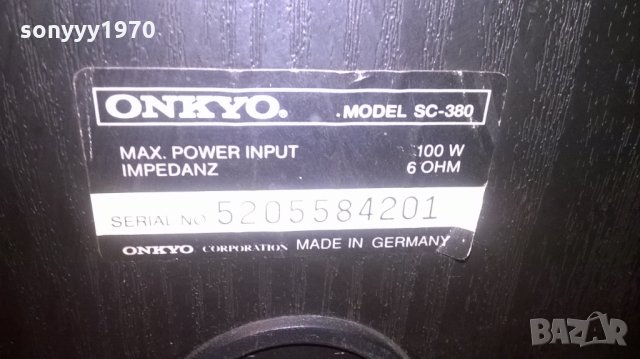 sonyyy1970
ONKYO® MODEL SC-380
MAX. POWER INPUT 100 W
IMPEDANZ 6 OHM
SERIAL NO 5205584201
ONKYO CORPORATION MADE IN GERMANY
BAZAR